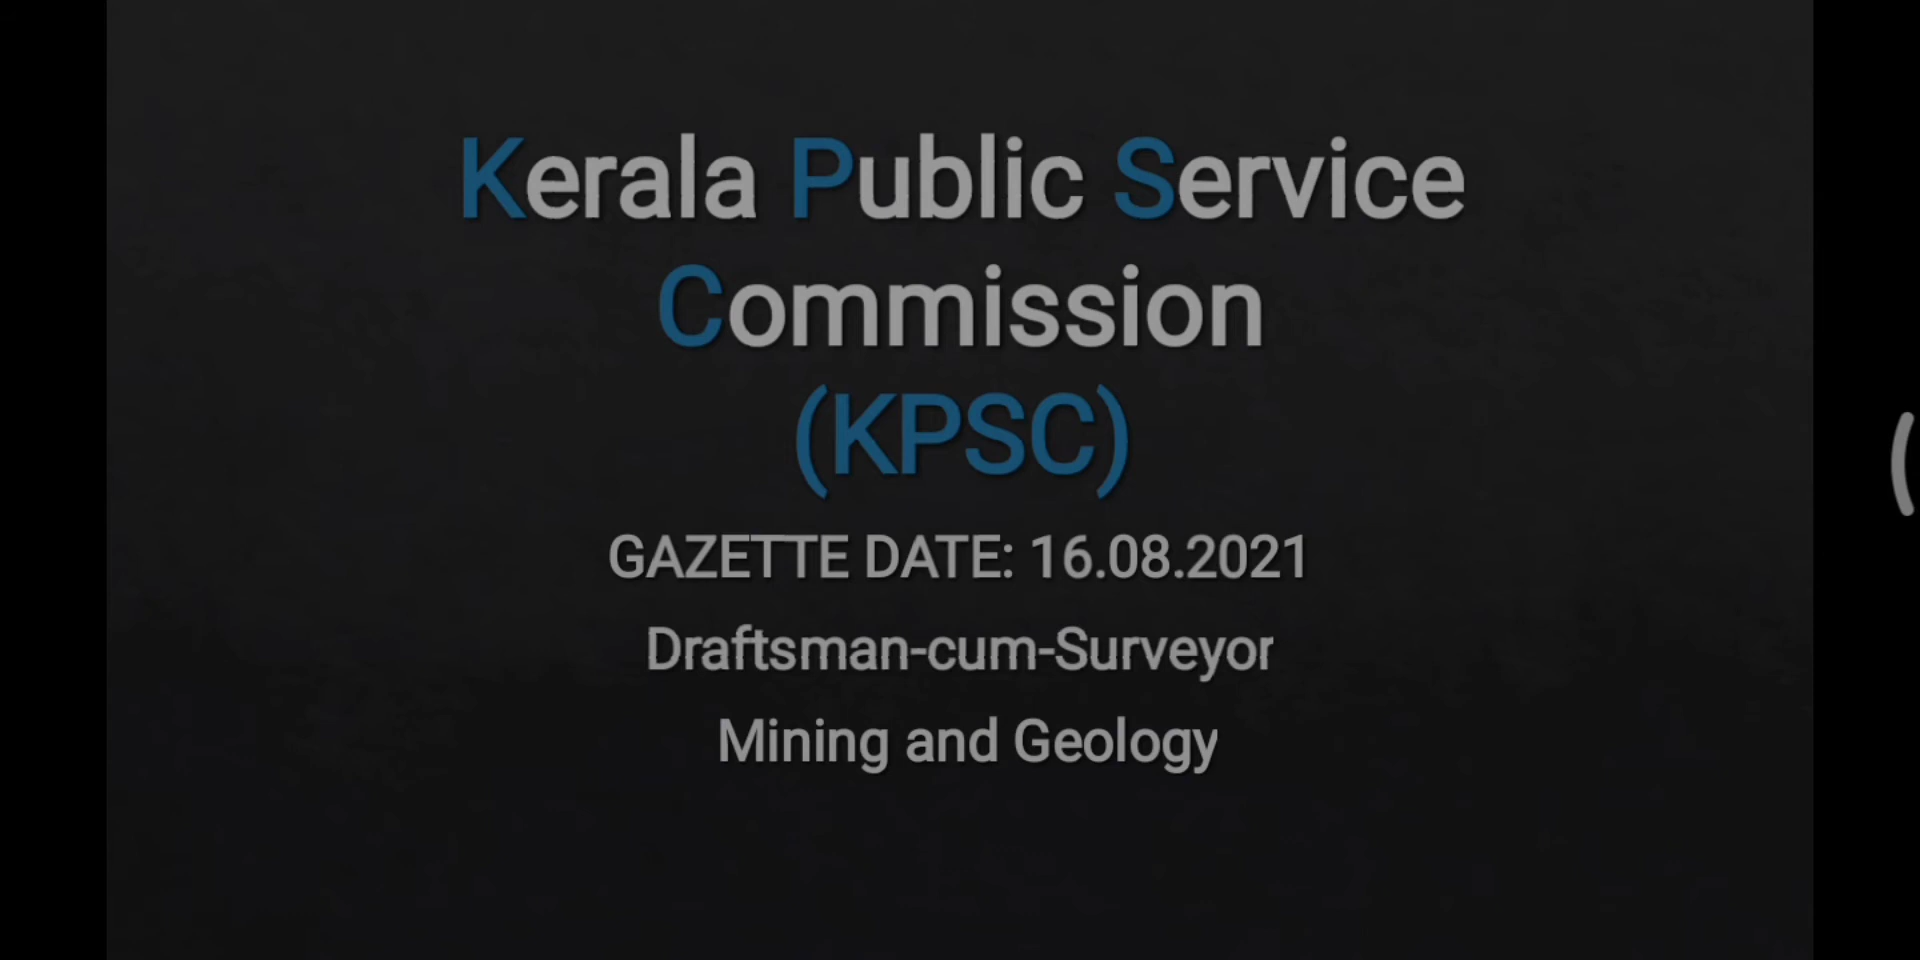 Kerala Public Service
Commission
(KPSC)
GAZETTE DATE: 16.08.2021
Draftsman-cum-Surveyor
Mining and Geology